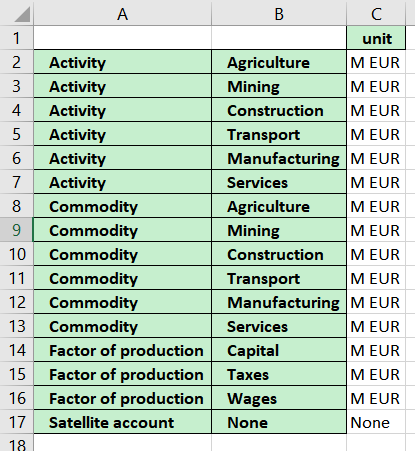 A B C
1 unit
2 Activity Agriculture M EUR
3 Activity Mining M EUR
4 Activity Construction M EUR
5 Activity Transport M EUR
6 Activity Manufacturing M EUR
7 Activity Services M EUR
8 Commodity Agriculture M EUR
9 Commodity Mining M EUR
10 Commodity Construction M EUR
11 Commodity Transport M EUR
12 Commodity Manufacturing M EUR
13 Commodity Services M EUR
14 Factor of production Capital M EUR
15 Factor of production Taxes M EUR
16 Factor of production Wages M EUR
17 Satellite account None None
18